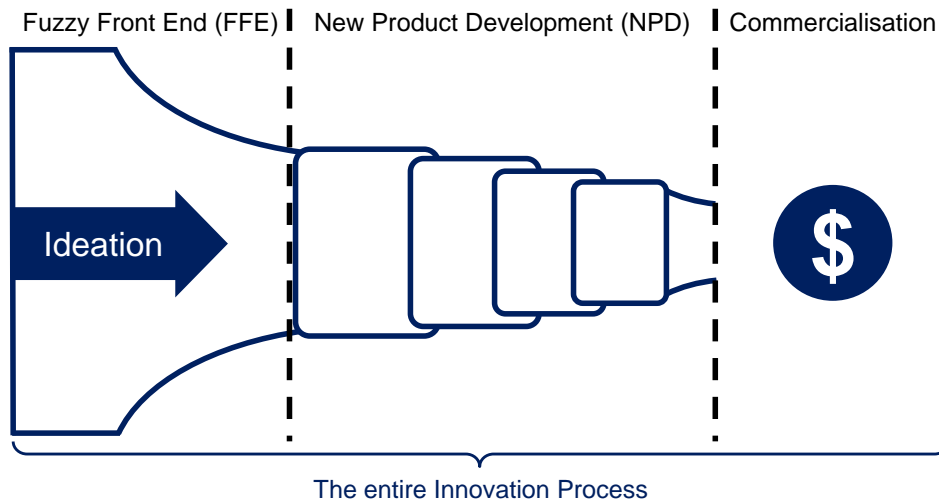 Fuzzy Front End (FFE)
New Product Development (NPD)
Commercialisation
Ideation
$
The entire Innovation Process